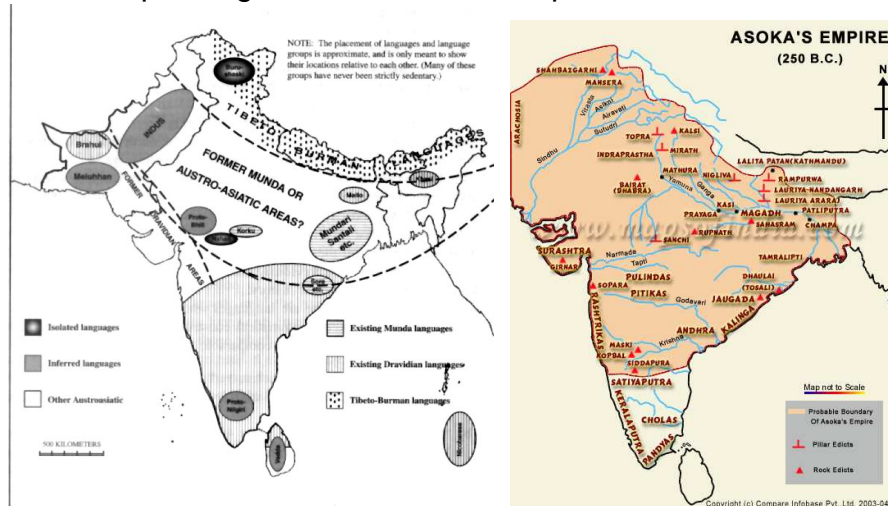 NOTE: The placement of languages and language
groups is approximate, and is only meant to show
their locations relative to each other. (Many of these
groups have never been strictly sedentary.)
INDUS
TIBETO-BURMAN LANGUAGES
Brahui
Meluhhan
FORMER MUNDA OR
AUSTRO-ASIATIC AREAS?
FORMER DRAVIDIAN AREAS
Proto-
Bhili
Korku
Malto
Mundari
Santali
etc.
Isolated languages
Inferred languages
Other Austrousiatic
500 KILOMETERS
Existing Munda languages
Existing Dravidian languages
Tibeto-Burman languages
Proto-
Nilgiri
ASOKA'S EMPIRE
(250 B.C.)
N
ARACHOSIA
SHAHBAZGARHI
MANSERA
Asikni
Airavati
Sutudri
Sindhu
TOPRA
KALSI
INDRAPRASTHA
MIRATH
LALITA PATAN(KATHMANDU)
MATHURA
NIGLIVA
RAMPURWA
BAIRAT
(BHABRA)
Yamuna
Ganga
LAURIYA-NANDANGARH
LAURIYA ARARAJ
KASI
PATLIPUTRA
PRAYAGA
MAGADH
CHAMPA
SAHASRAM
RUPNATH
SANCHI
SURASHTRA
Narmada
TAMRALIPTI
GIRNAR
Tapti
PULINDAS
DHAULAI
(TOSALI)
SOPARA
PITIKAS
Godaveri
JAUGADA
RASHTRIKAS
KALINGA
ANDHRA
MASKI
Krishna
KOPBAL
SIDDAPURA
SATIYAPUTRA
KERALAPUTRA
CHOLAS
PANDYAS
Map not to Scale
Probable Boundary
Of Asoka's Empire
Pillar Edicts
Rock Edicts
Copyright (c) Compare Infobase Pvt. Ltd. 2003-04